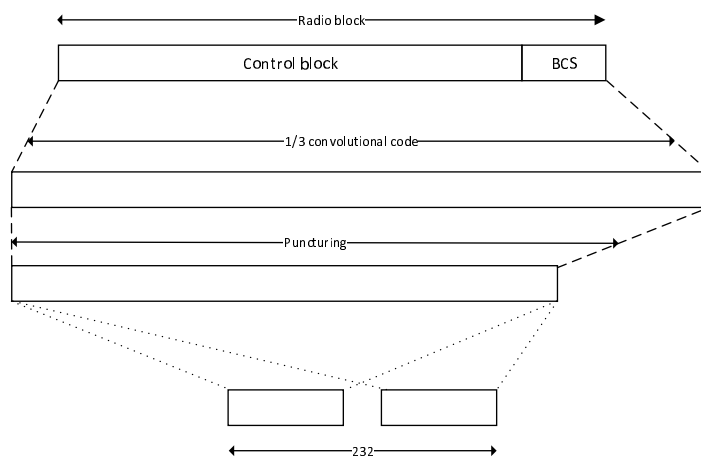 Radio block
Control block
BCS
1/3 convolutional code
Puncturing
232